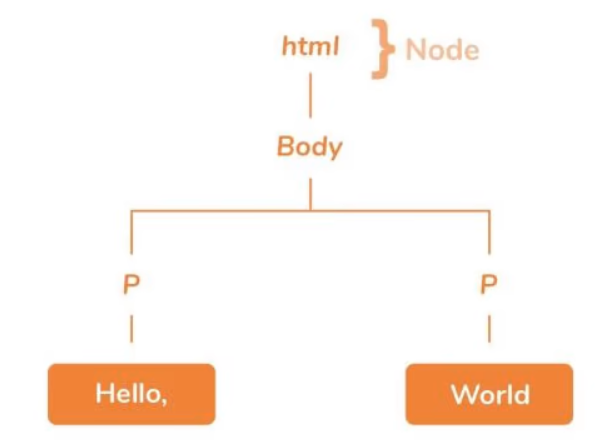 html } Node
Body
P P
Hello, World